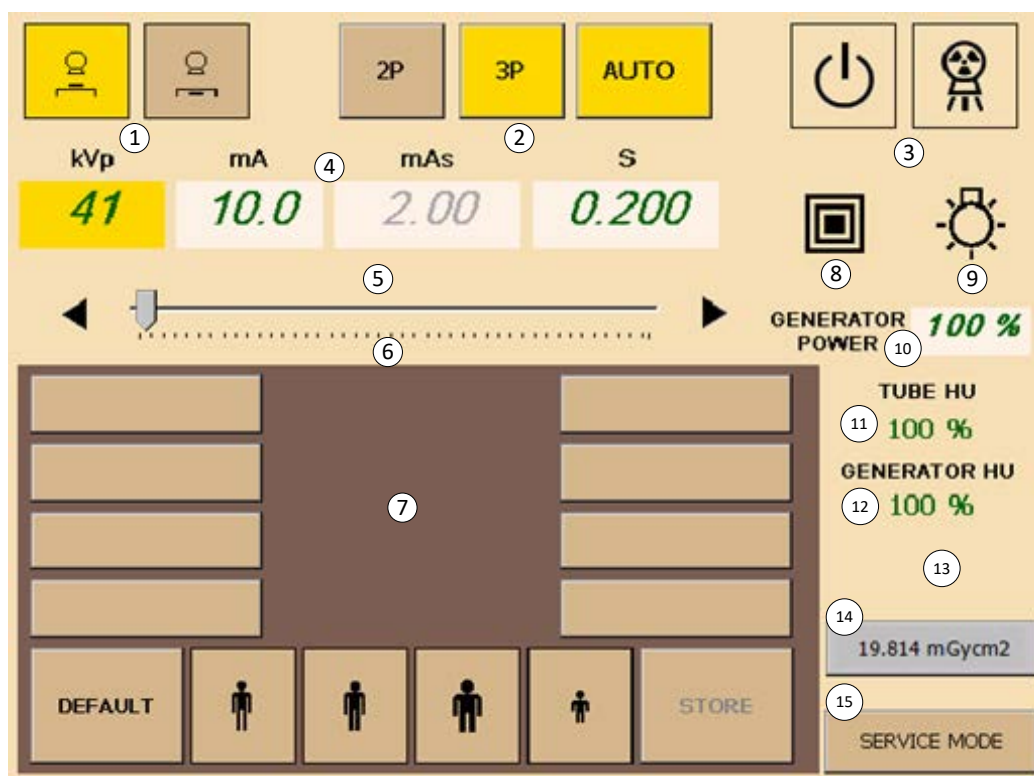 2P 3P AUTO
1 2 3
kVp mA 4 mAs S
41 10.0 2.00 0.200
8 9
5
GENERATOR POWER 100 %
6 10
TUBE HU
11 100 %
GENERATOR HU
12 100 %
7
13
14
19.814 mGycm2
DEFAULT STORE
15
SERVICE MODE